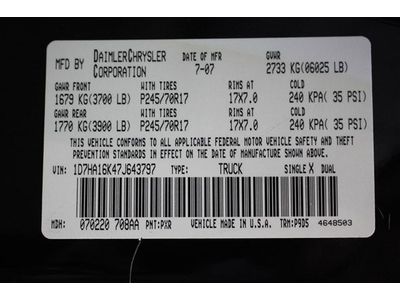 MFD BY DAIMLERCHRYSLER CORPORATION DATE OF MFR 7-07 GVWR 2733 KG(06025 LB)
GAWR FRONT WITH TIRES RIMS AT COLD
1679 KG(3700 LB) P245/70R17 17X7.0 240 KPA( 35 PSI)
GAWR REAR WITH TIRES RIMS AT COLD
1770 KG(3900 LB) P245/70R17 17X7.0 240 KPA( 35 PSI)
THIS VEHICLE CONFORMS TO ALL APPLICABLE FEDERAL MOTOR VEHICLE SAFETY AND THEFT
PREVENTION STANDARDS IN EFFECT ON THE DATE OF MANUFACTURE SHOWN ABOVE.
VIN: 1D7HA16K47J643797 TYPE: TRUCK SINGLE X DUAL
MDH: 070220 708AA PNT:PXR VEHICLE MADE IN U.S.A. TRM:P9D5 4648503